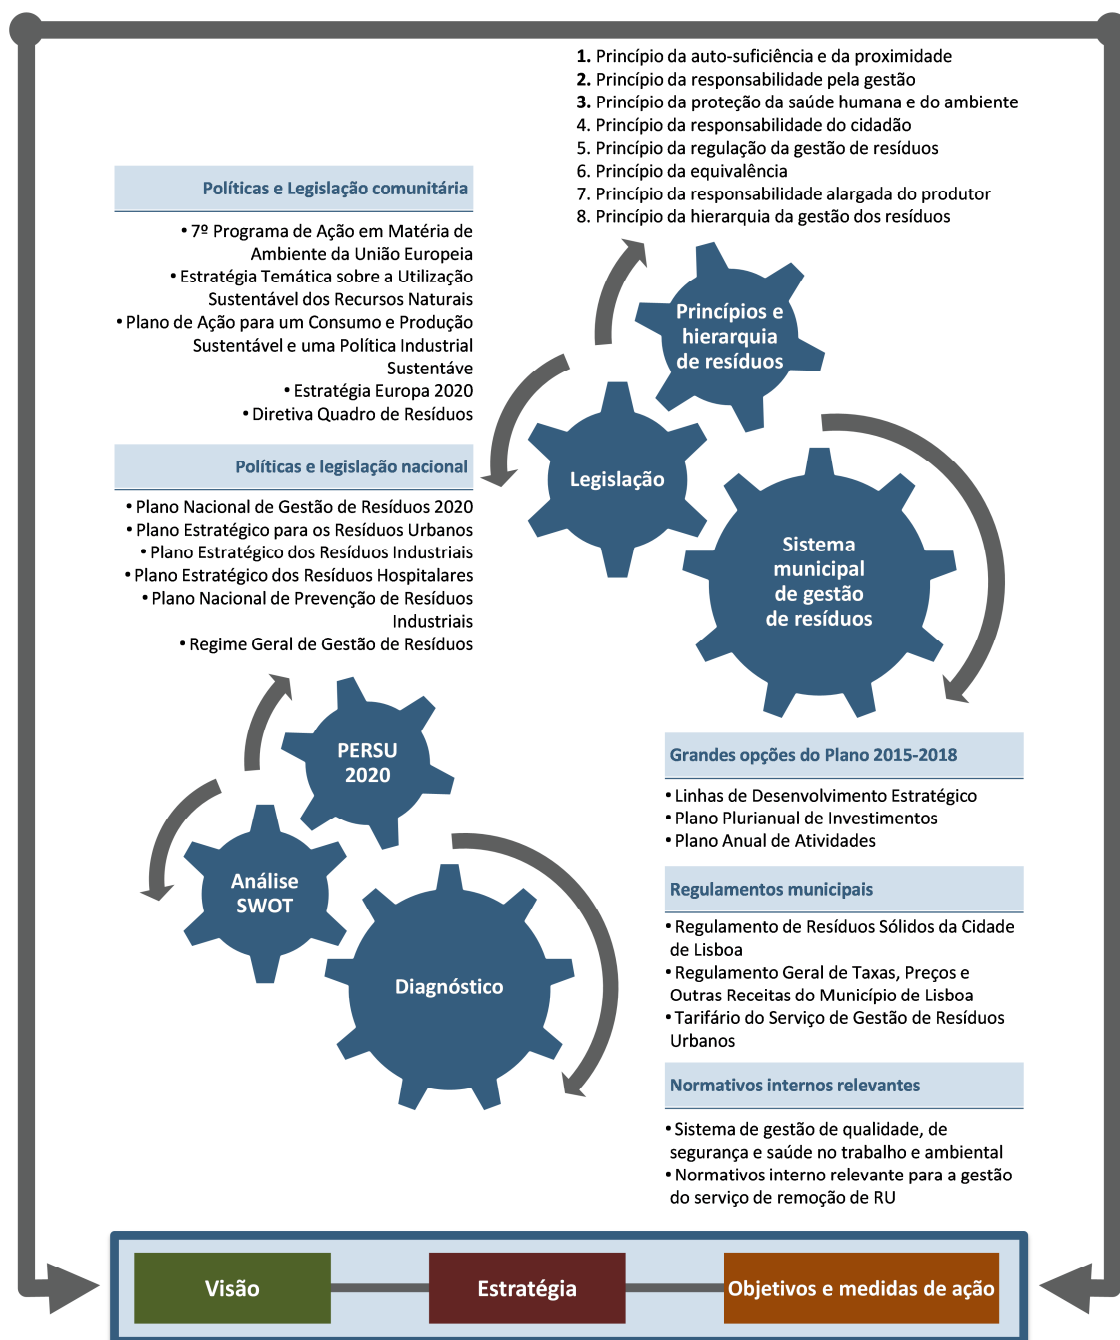 1. Princípio da auto-suficiência e da proximidade
2. Princípio da responsabilidade pela gestão
3. Princípio da proteção da saúde humana e do ambiente
4. Princípio da responsabilidade do cidadão
5. Princípio da regulação da gestão de resíduos
6. Princípio da equivalência
7. Princípio da responsabilidade alargada do produtor
8. Princípio da hierarquia da gestão dos resíduos
Políticas e Legislação comunitária
• 7º Programa de Ação em Matéria de
Ambiente da União Europeia
• Estratégia Temática sobre a Utilização
Sustentável dos Recursos Naturais
• Plano de Ação para um Consumo e Produção
Sustentável e uma Política Industrial
Sustentáve
• Estratégia Europa 2020
• Diretiva Quadro de Resíduos
Políticas e legislação nacional
• Plano Nacional de Gestão de Resíduos 2020
• Plano Estratégico para os Resíduos Urbanos
• Plano Estratégico dos Resíduos Industriais
• Plano Estratégico dos Resíduos Hospitalares
• Plano Nacional de Prevenção de Resíduos
Industriais
• Regime Geral de Gestão de Resíduos
Princípios e
hierarquia
de resíduos
Legislação
Sistema
municipal
de gestão
de resíduos
PERSU
2020
Análise
SWOT
Diagnóstico
Grandes opções do Plano 2015-2018
• Linhas de Desenvolvimento Estratégico
• Plano Plurianual de Investimentos
• Plano Anual de Atividades
Regulamentos municipais
• Regulamento de Resíduos Sólidos da Cidade
de Lisboa
• Regulamento Geral de Taxas, Preços e
Outras Receitas do Município de Lisboa
• Tarifário do Serviço de Gestão de Resíduos
Urbanos
Normativos internos relevantes
• Sistema de gestão de qualidade, de
segurança e saúde no trabalho e ambiental
• Normativos interno relevante para a gestão
do serviço de remoção de RU
Visão
Estratégia
Objetivos e medidas de ação